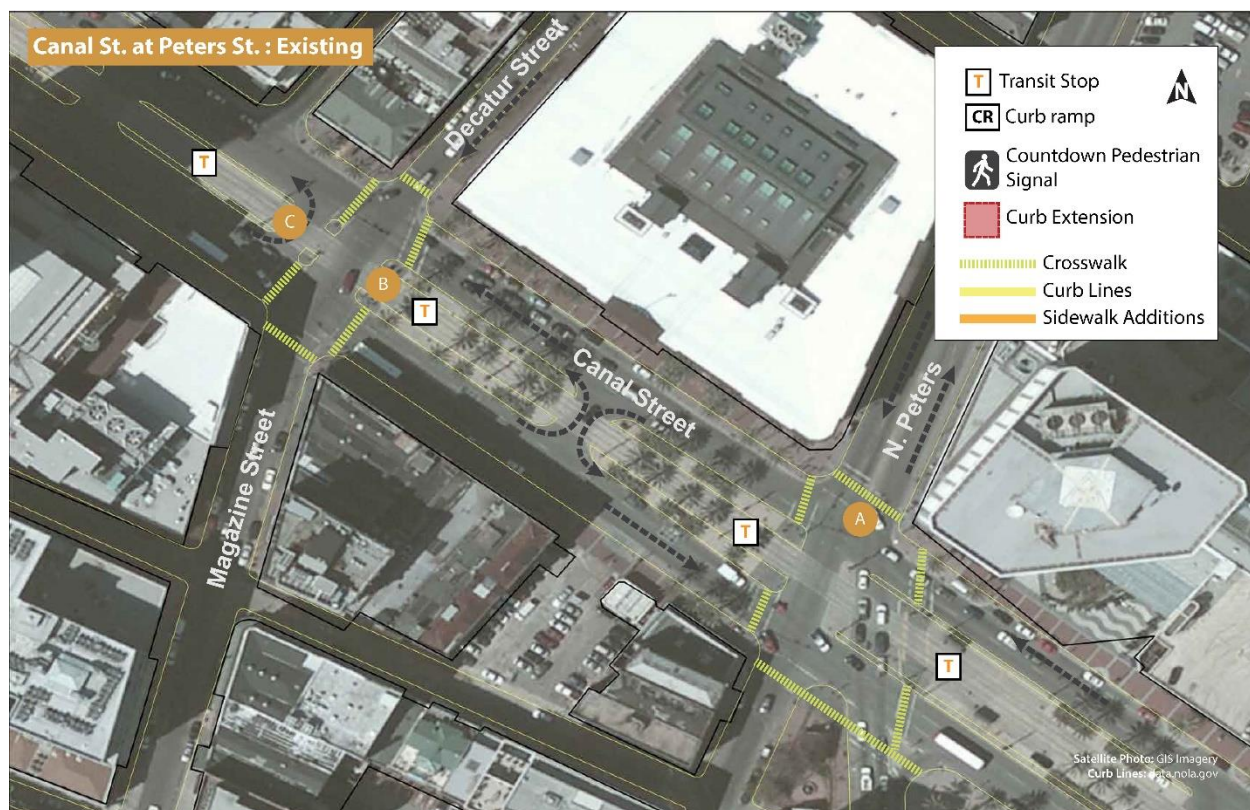 Canal St. at Peters St. : Existing
Decatur Street
T
Transit Stop
N
CR
Curb ramp
Countdown Pedestrian
Signal
Curb Extension
Crosswalk
Curb Lines
Sidewalk Additions
T
C
B
T
Canal Street
N. Peters
Magazine Street
A
T
T
Satellite Photo: GIS Imagery
Curb Lines: data.nola.gov